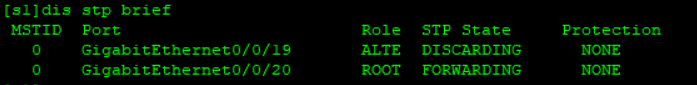 [sl]dis stp brief
MSTID Port Role STP State Protection
0 GigabitEthernet0/0/19 ALTE DISCARDING NONE
0 GigabitEthernet0/0/20 ROOT FORWARDING NONE